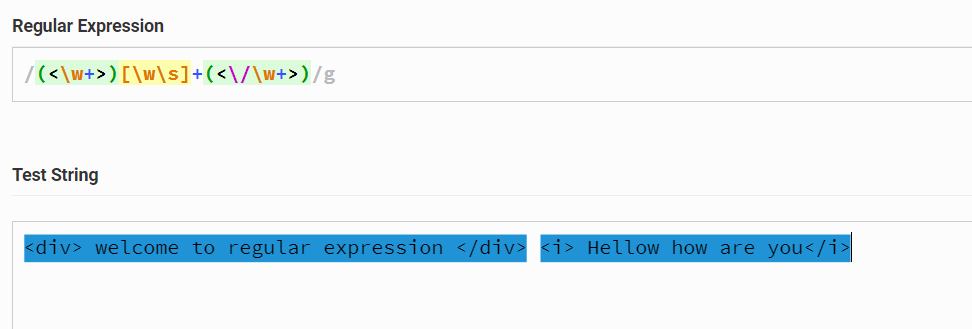 Regular Expression
/(<\w+>)[\w\s]+(<\/\w+>)/g
Test String
<div> welcome to regular expression </div> <i> Hellow how are you</i>